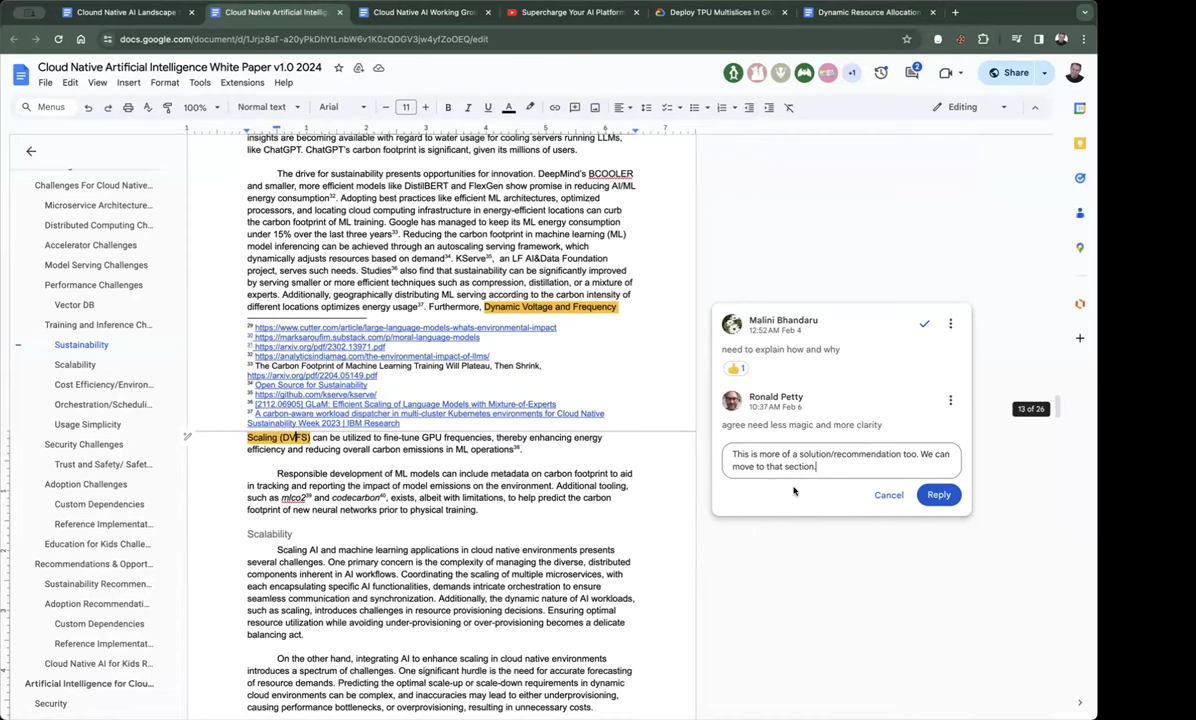 Cloud Native AI Landscape
Cloud Native Artificial Intellig
Cloud Native AI Working Gro
Supercharge Your AI Platform
Deploy TPU Multislices in GK
Dynamic Resource Allocation
docs.google.com/document/d/1Jrjz8aT-a20yPkDhYtLnbW6v1K0zQDGV3jw4yfZoOEQ/edit
Cloud Native Artificial Intelligence White Paper v1.0 2024
File Edit View Insert Format Tools Extensions Help
+1
2
Share
Menus
100%
Normal text
Arial
11
B I U A
Editing
1 1 2 3 4 5 6 7
Challenges For Cloud Native...
Microservice Architecture...
Distributed Computing Ch...
Accelerator Challenges
Model Serving Challenges
Performance Challenges
Vector DB
Training and Inference Ch...
Sustainability
Scalability
Cost Efficiency/Environ...
Orchestration/Scheduli...
Usage Simplicity
Security Challenges
Trust and Safety/ Safet...
Adoption Challenges
Custom Dependencies
Reference Implementat...
Education for Kids Challe...
Recommendations & Opport...
Sustainability Recommen...
Adoption Recommendati...
Custom Dependencies
Reference Implementat...
Cloud Native AI for Kids R...
Artificial Intelligence for Clou...
Security
insights are becoming available with regard to water usage for cooling servers running LLMs,
like ChatGPT. ChatGPT's carbon footprint is significant, given its millions of users.
The drive for sustainability presents opportunities for innovation. DeepMind's BCOOLER
and smaller, more efficient models like DistilBERT and FlexGen show promise in reducing AI/ML
energy consumption³². Adopting best practices like efficient ML architectures, optimized
processors, and locating cloud computing infrastructure in energy-efficient locations can curb
the carbon footprint of ML training. Google has managed to keep its ML energy consumption
under 15% over the last three years³³. Reducing the carbon footprint in machine learning (ML)
model inferencing can be achieved through an autoscaling serving framework, which
dynamically adjusts resources based on demand³⁴. KServe³⁵, an LF AI&Data Foundation
project, serves such needs. Studies³⁶ also find that sustainability can be significantly improved
by serving smaller or more efficient techniques such as compression, distillation, or a mixture of
experts. Additionally, geographically distributing ML serving according to the carbon intensity of
different locations optimizes energy usage³⁷. Furthermore, Dynamic Voltage and Frequency
²⁹ https://www.cutter.com/article/large-language-models-whats-environmental-impact
³⁰ https://marksaroufim.substack.com/p/moral-language-models
³¹ https://arxiv.org/pdf/2302.13971.pdf
³² https://analyticsindiamag.com/the-environmental-impact-of-llms/
³³ The Carbon Footprint of Machine Learning Training Will Plateau, Then Shrink,
https://arxiv.org/pdf/2204.05149.pdf
³⁴ Open Source for Sustainability
³⁵ https://github.com/kserve/kserve/
³⁶ [2112.06905] GLaM: Efficient Scaling of Language Models with Mixture-of-Experts
³⁷ A carbon-aware workload dispatcher in multi-cluster Kubernetes environments for Cloud Native
Sustainability Week 2023 | IBM Research
Scaling (DVFS) can be utilized to fine-tune GPU frequencies, thereby enhancing energy
efficiency and reducing overall carbon emissions in ML operations³⁸.
Responsible development of ML models can include metadata on carbon footprint to aid
in tracking and reporting the impact of model emissions on the environment. Additional tooling,
such as mlco2³⁹ and codecarbon⁴⁰, exists, albeit with limitations, to help predict the carbon
footprint of new neural networks prior to physical training.
Scalability
Scaling AI and machine learning applications in cloud native environments presents
several challenges. One primary concern is the complexity of managing the diverse, distributed
components inherent in AI workflows. Coordinating the scaling of multiple microservices, with
each encapsulating specific AI functionalities, demands intricate orchestration to ensure
seamless communication and synchronization. Additionally, the dynamic nature of AI workloads,
such as scaling, introduces challenges in resource provisioning decisions. Ensuring optimal
resource utilization while avoiding under-provisioning or over-provisioning becomes a delicate
balancing act.
On the other hand, integrating AI to enhance scaling in cloud native environments
introduces a spectrum of challenges. One significant hurdle is the need for accurate forecasting
of resource demands. Predicting the optimal scale-up or scale-down requirements in dynamic
cloud environments can be complex, and inaccuracies may lead to either underprovisioning,
causing performance bottlenecks, or overprovisioning, resulting in unnecessary costs.
Malini Bhandaru
12:52AM Feb 4
need to explain how and why
1
Ronald Petty
10:37AM Feb 6
agree need less magic and more clarity
This is more of a solution/recommendation too. We can
move to that section.
Cancel
Reply
13 of 26